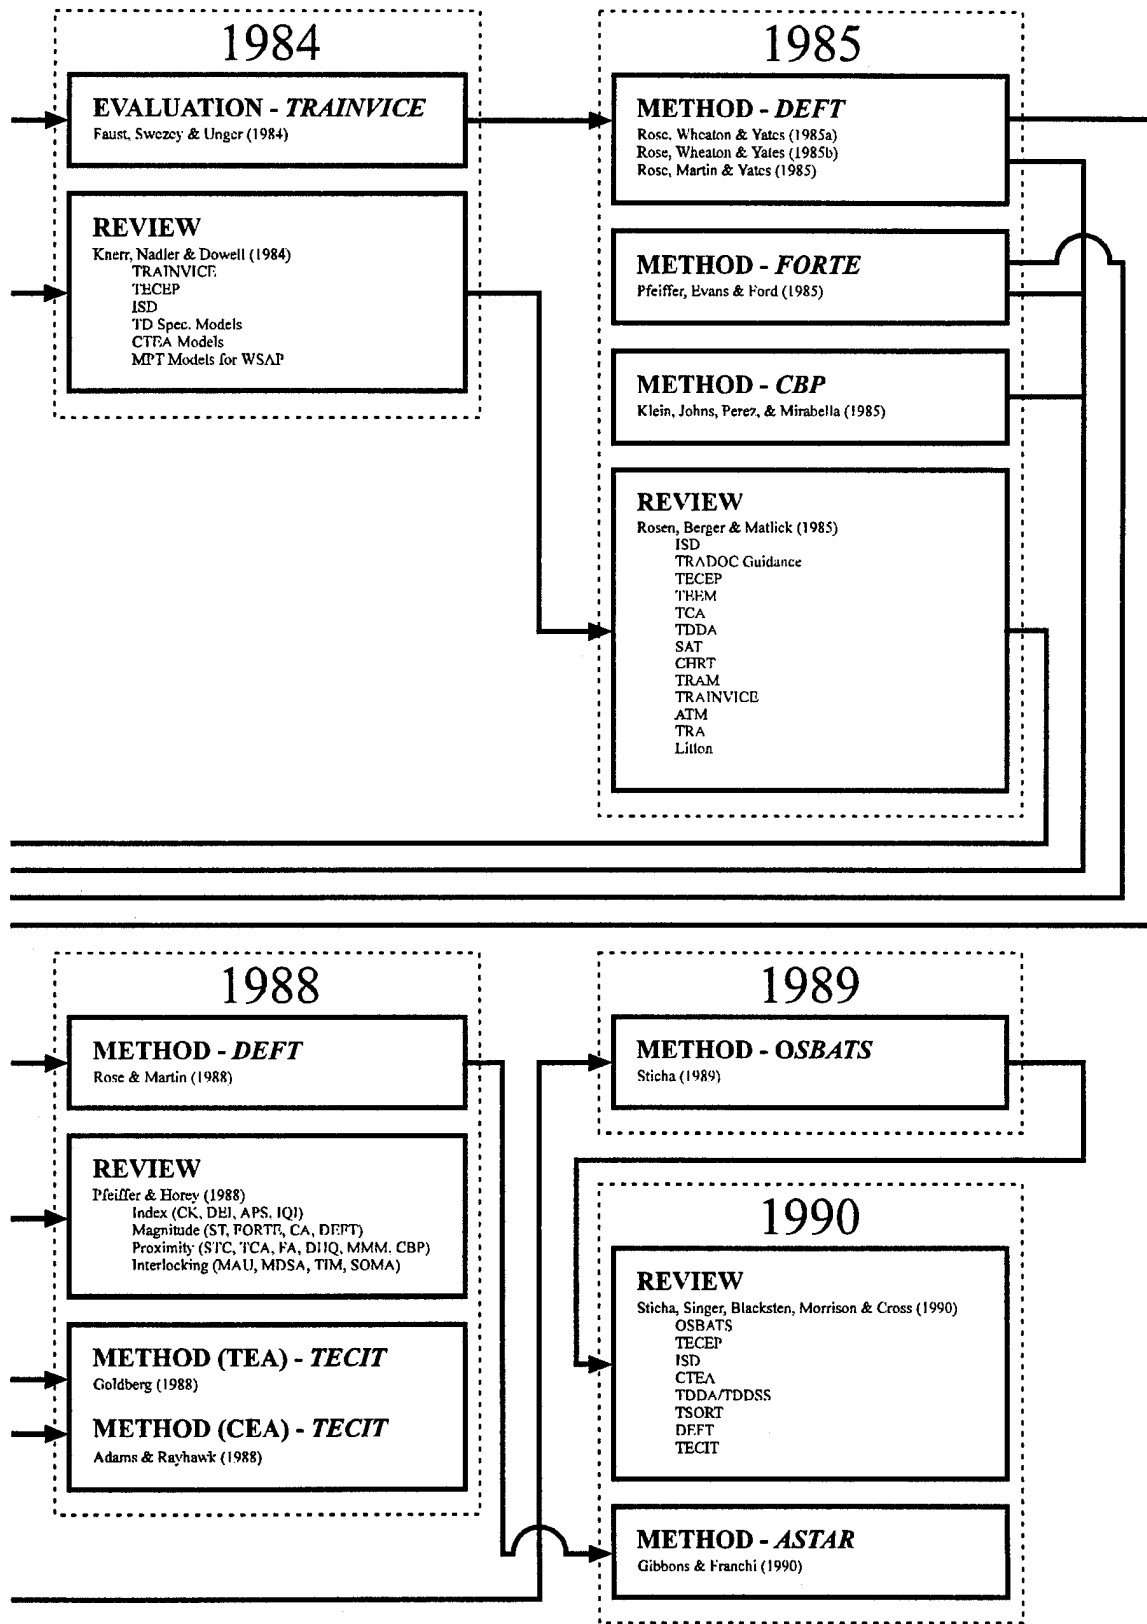 1984
EVALUATION - TRAINVICE
Faust, Swezey & Unger (1984)
REVIEW
Knerr, Nadler & Dowell (1984)
TRAINVICE
TECEP
ISD
TD Spec. Models
CTEA Models
MPT Models for WSAP
1985
METHOD - DEFT
Rose, Wheaton & Yates (1985a)
Rose, Wheaton & Yates (1985b)
Rose, Martin & Yates (1985)
METHOD - FORTE
Pfeiffer, Evans & Ford (1985)
METHOD - CBP
Klein, Johns, Perez, & Mirabella (1985)
REVIEW
Rosen, Berger & Matlick (1985)
ISD
TRADOC Guidance
TECEP
TEEM
TCA
TDDA
SAT
CHRT
TRAM
TRAINVICE
ATM
TRA
Litton
1988
METHOD - DEFT
Rose & Martin (1988)
REVIEW
Pfeiffer & Horey (1988)
Index (CK, DEI, APS, IQI)
Magnitude (ST, FORTE, CA, DEFT)
Proximity (STC, TCA, FA, DHQ, MMM, CBP)
Interlocking (MAU, MDSA, TIM, SOMA)
METHOD (TEA) - TECIT
Goldberg (1988)
METHOD (CEA) - TECIT
Adams & Rayhawk (1988)
1989
METHOD - OSBATS
Sticha (1989)
1990
REVIEW
Sticha, Singer, Blacksten, Morrison & Cross (1990)
OSBATS
TECEP
ISD
CTEA
TDDA/TDDSS
TSORT
DEFT
TECIT
METHOD - ASTAR
Gibbons & Franchi (1990)